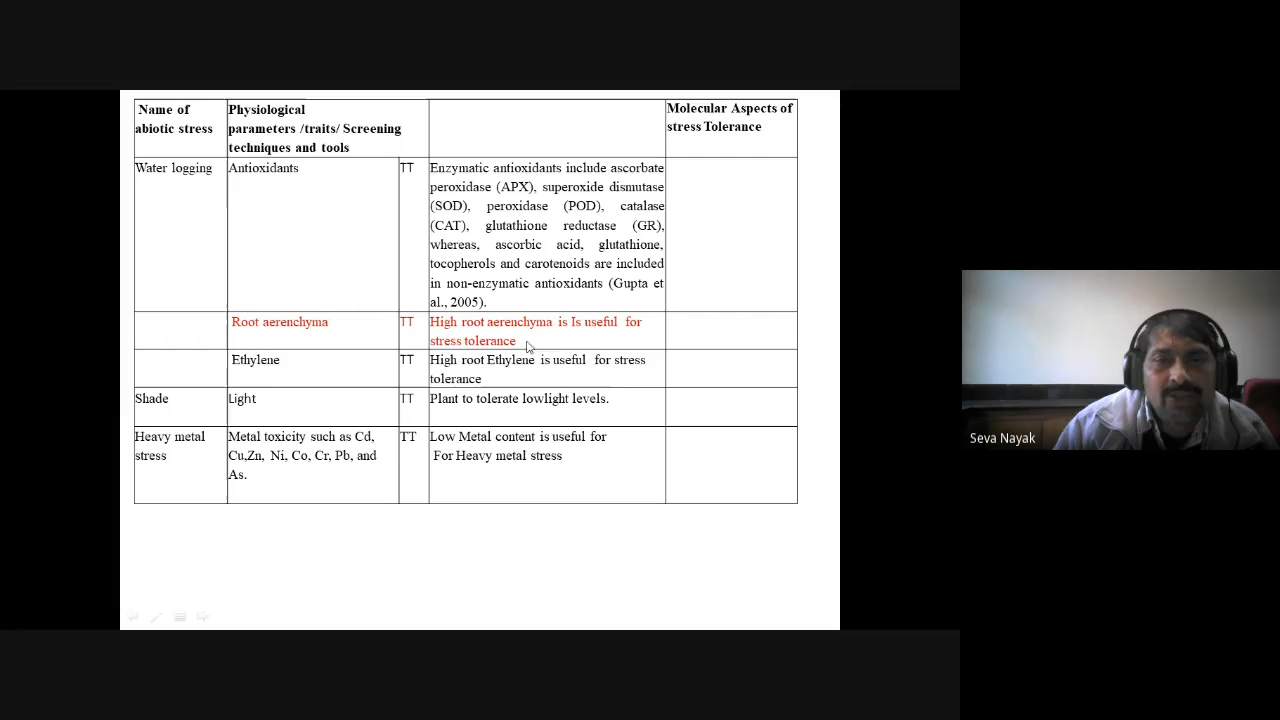 Name of
abiotic stress
Physiological
parameters /traits/ Screening
techniques and tools
Molecular Aspects of
stress Tolerance
Water logging
Antioxidants
TT
Enzymatic antioxidants include ascorbate
peroxidase (APX), superoxide dismutase
(SOD), peroxidase (POD), catalase
(CAT), glutathione reductase (GR),
whereas, ascorbic acid, glutathione,
tocopherols and carotenoids are included
in non-enzymatic antioxidants (Gupta et
al., 2005).
Root aerenchyma
TT
High root aerenchyma is Is useful for
stress tolerance
Ethylene
TT
High root Ethylene is useful for stress
tolerance
Shade
Light
TT
Plant to tolerate lowlight levels.
Heavy metal
stress
Metal toxicity such as Cd,
Cu,Zn, Ni, Co, Cr, Pb, and
As.
TT
Low Metal content is useful for
For Heavy metal stress
Seva Nayak